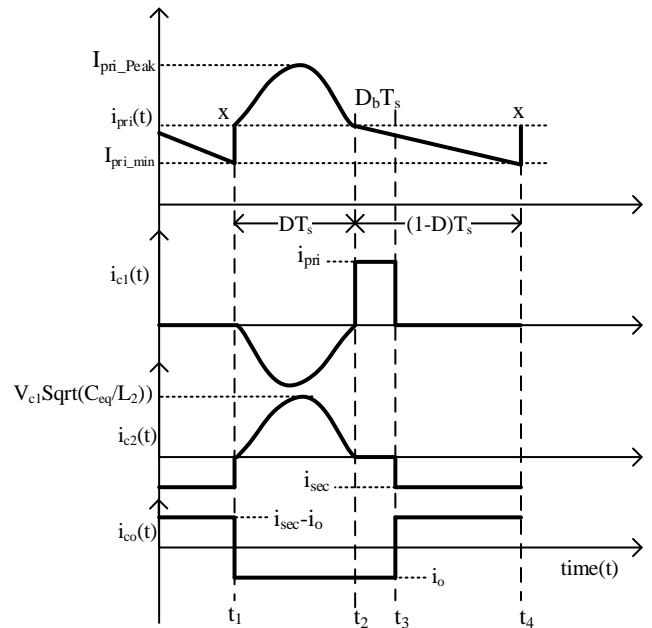 I_pri_Peak
x
D_bT_s
x
i_pri(t)
I_pri_min
DT_s
(1-D)T_s
i_pri
i_c1(t)
V_c1Sqrt(C_eq/L_2))
i_c2(t)
i_sec
i_sec-i_o
i_co(t)
time(t)
i_o
t_1
t_2
t_3
t_4